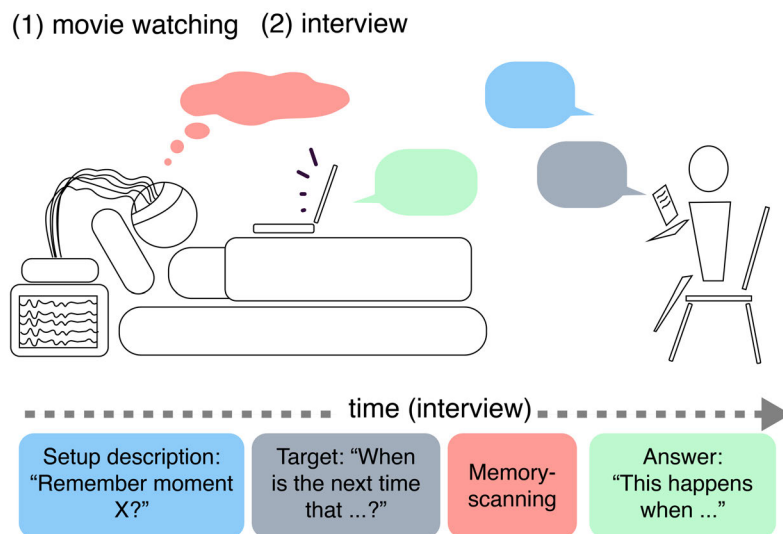 (1) movie watching (2) interview
time (interview)
Setup description:
“Remember moment
X?”
Target: “When
is the next time
that ...?”
Memory-
scanning
Answer:
“This happens
when ...”